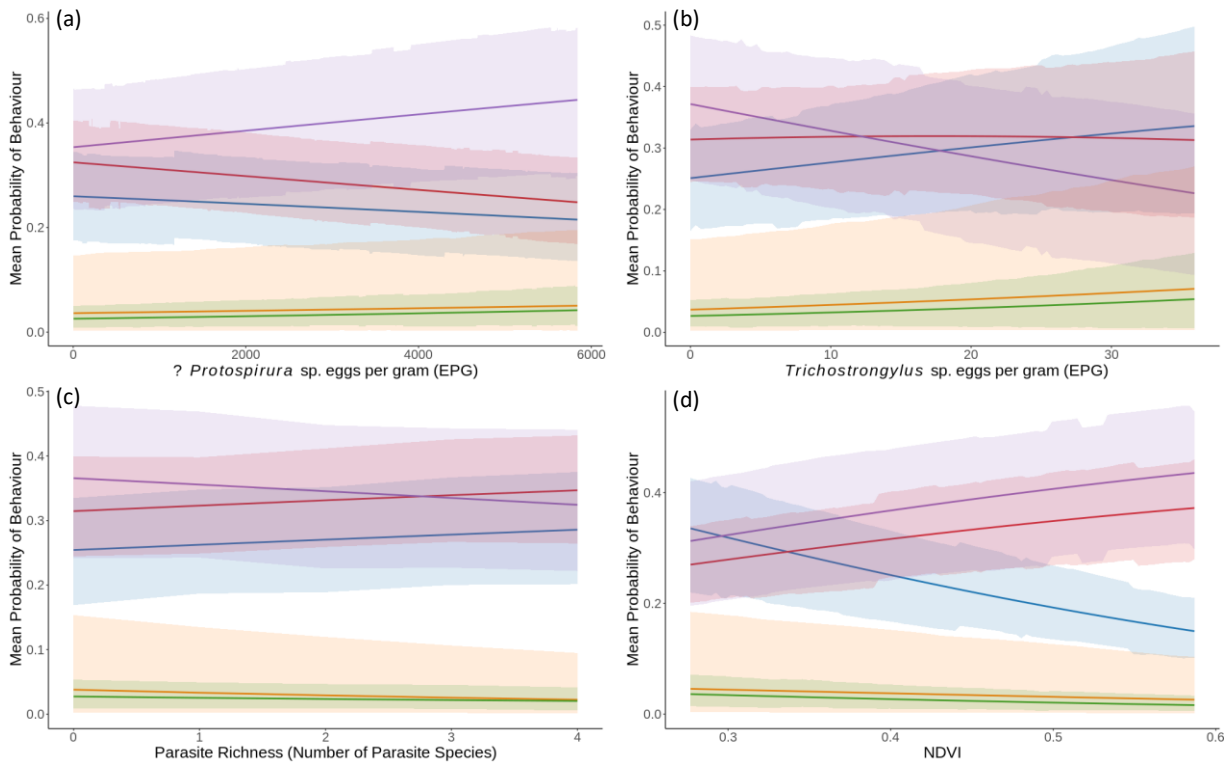 (a)
0.6
0.4
0.2
0.0
Mean Probability of Behaviour
0 2000 4000 6000
? Protospirura sp. eggs per gram (EPG)
(b)
0.5
0.4
0.3
0.2
0.1
0.0
Mean Probability of Behaviour
0 10 20 30
Trichostrongylus sp. eggs per gram (EPG)
(c)
0.5
0.4
0.3
0.2
0.1
0.0
Mean Probability of Behaviour
0 1 2 3 4
Parasite Richness (Number of Parasite Species)
(d)
0.4
0.2
0.0
Mean Probability of Behaviour
0.3 0.4 0.5 0.6
NDVI